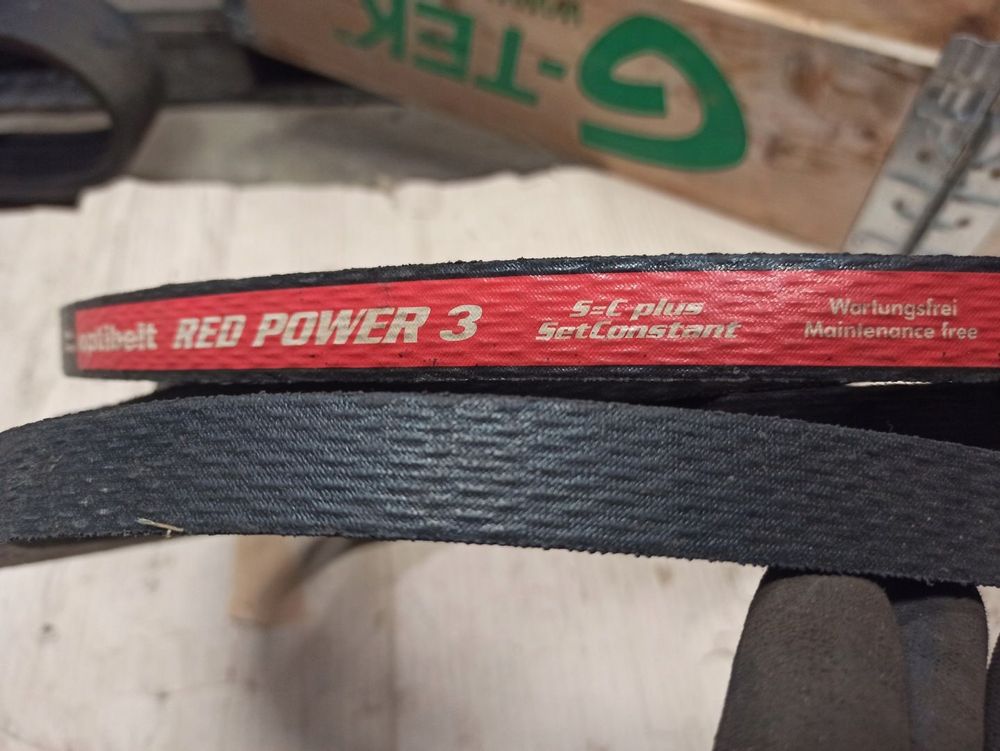 G-TEK
optibelt RED POWER 3
S=C plus
SetConstant
Wartungsfrei
Maintenance free